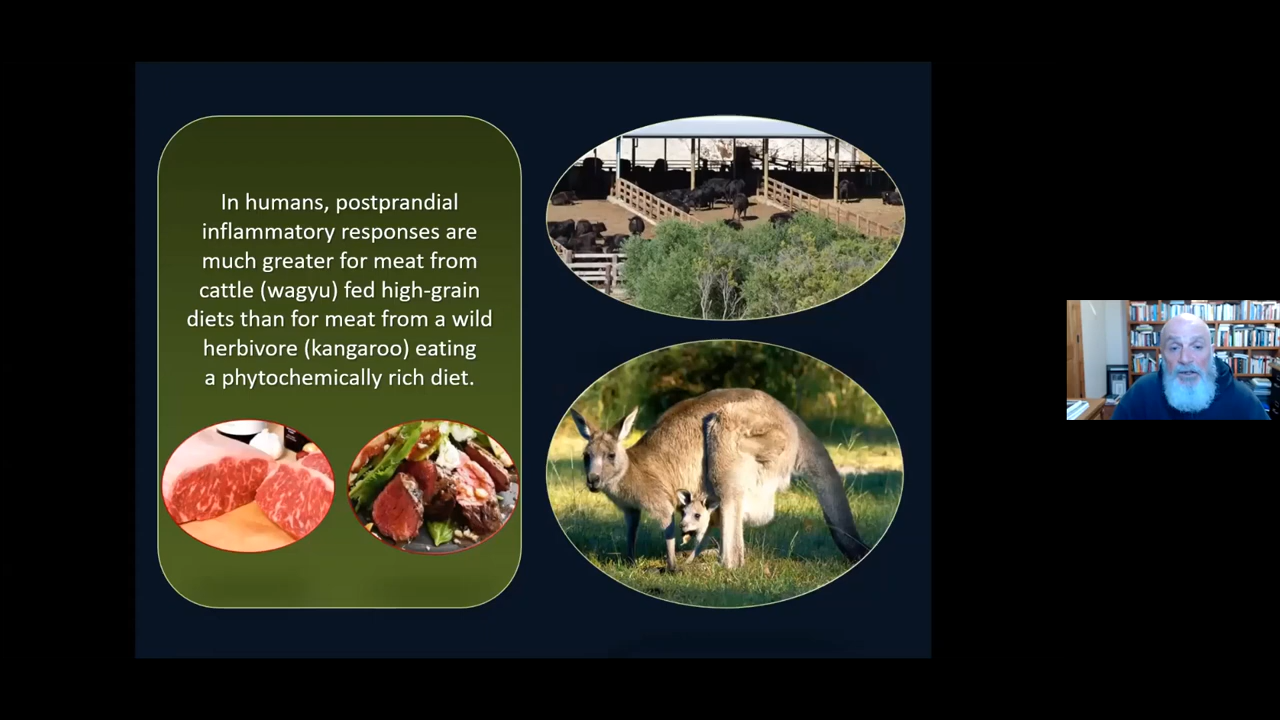 In humans, postprandial
inflammatory responses are
much greater for meat from
cattle (wagyu) fed high-grain
diets than for meat from a wild
herbivore (kangaroo) eating
a phytochemically rich diet.